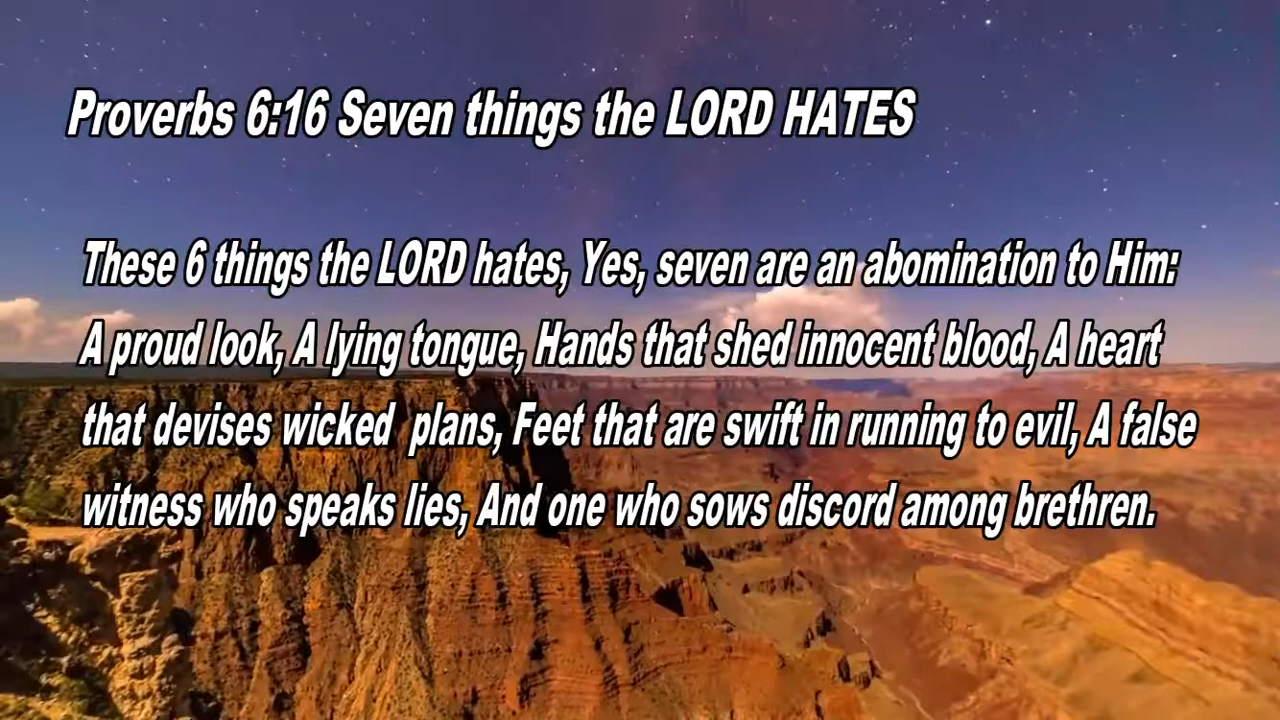 Proverbs 6:16 Seven things the LORD HATES
These 6 things the LORD hates, Yes, seven are an abomination to Him:
A proud look, A lying tongue, Hands that shed innocent blood, A heart
that devises wicked  plans, Feet that are swift in running to evil, A false
witness who speaks lies, And one who sows discord among brethren.